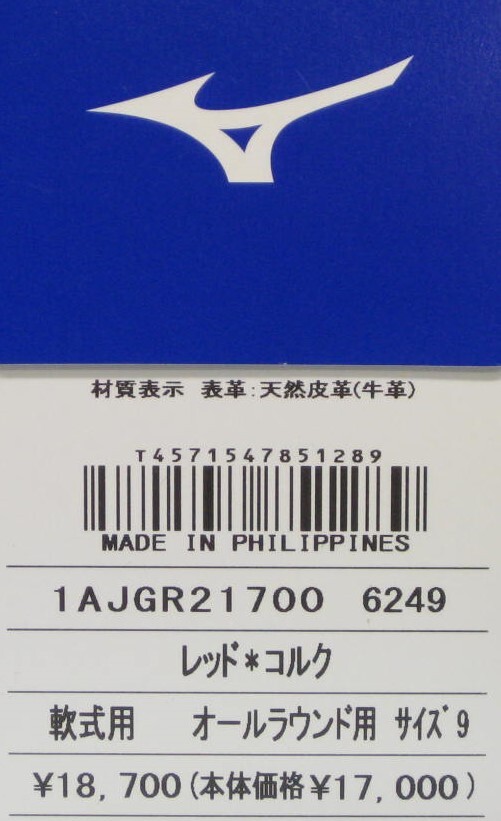 材質表示 表革:天然皮革(牛革)
T4571547851289
MADE IN PHILIPPINES
1AJGR21700 6249
レッド*コルク
軟式用 オールラウンド用 サイズ9
¥18,700(本体価格¥17,000)